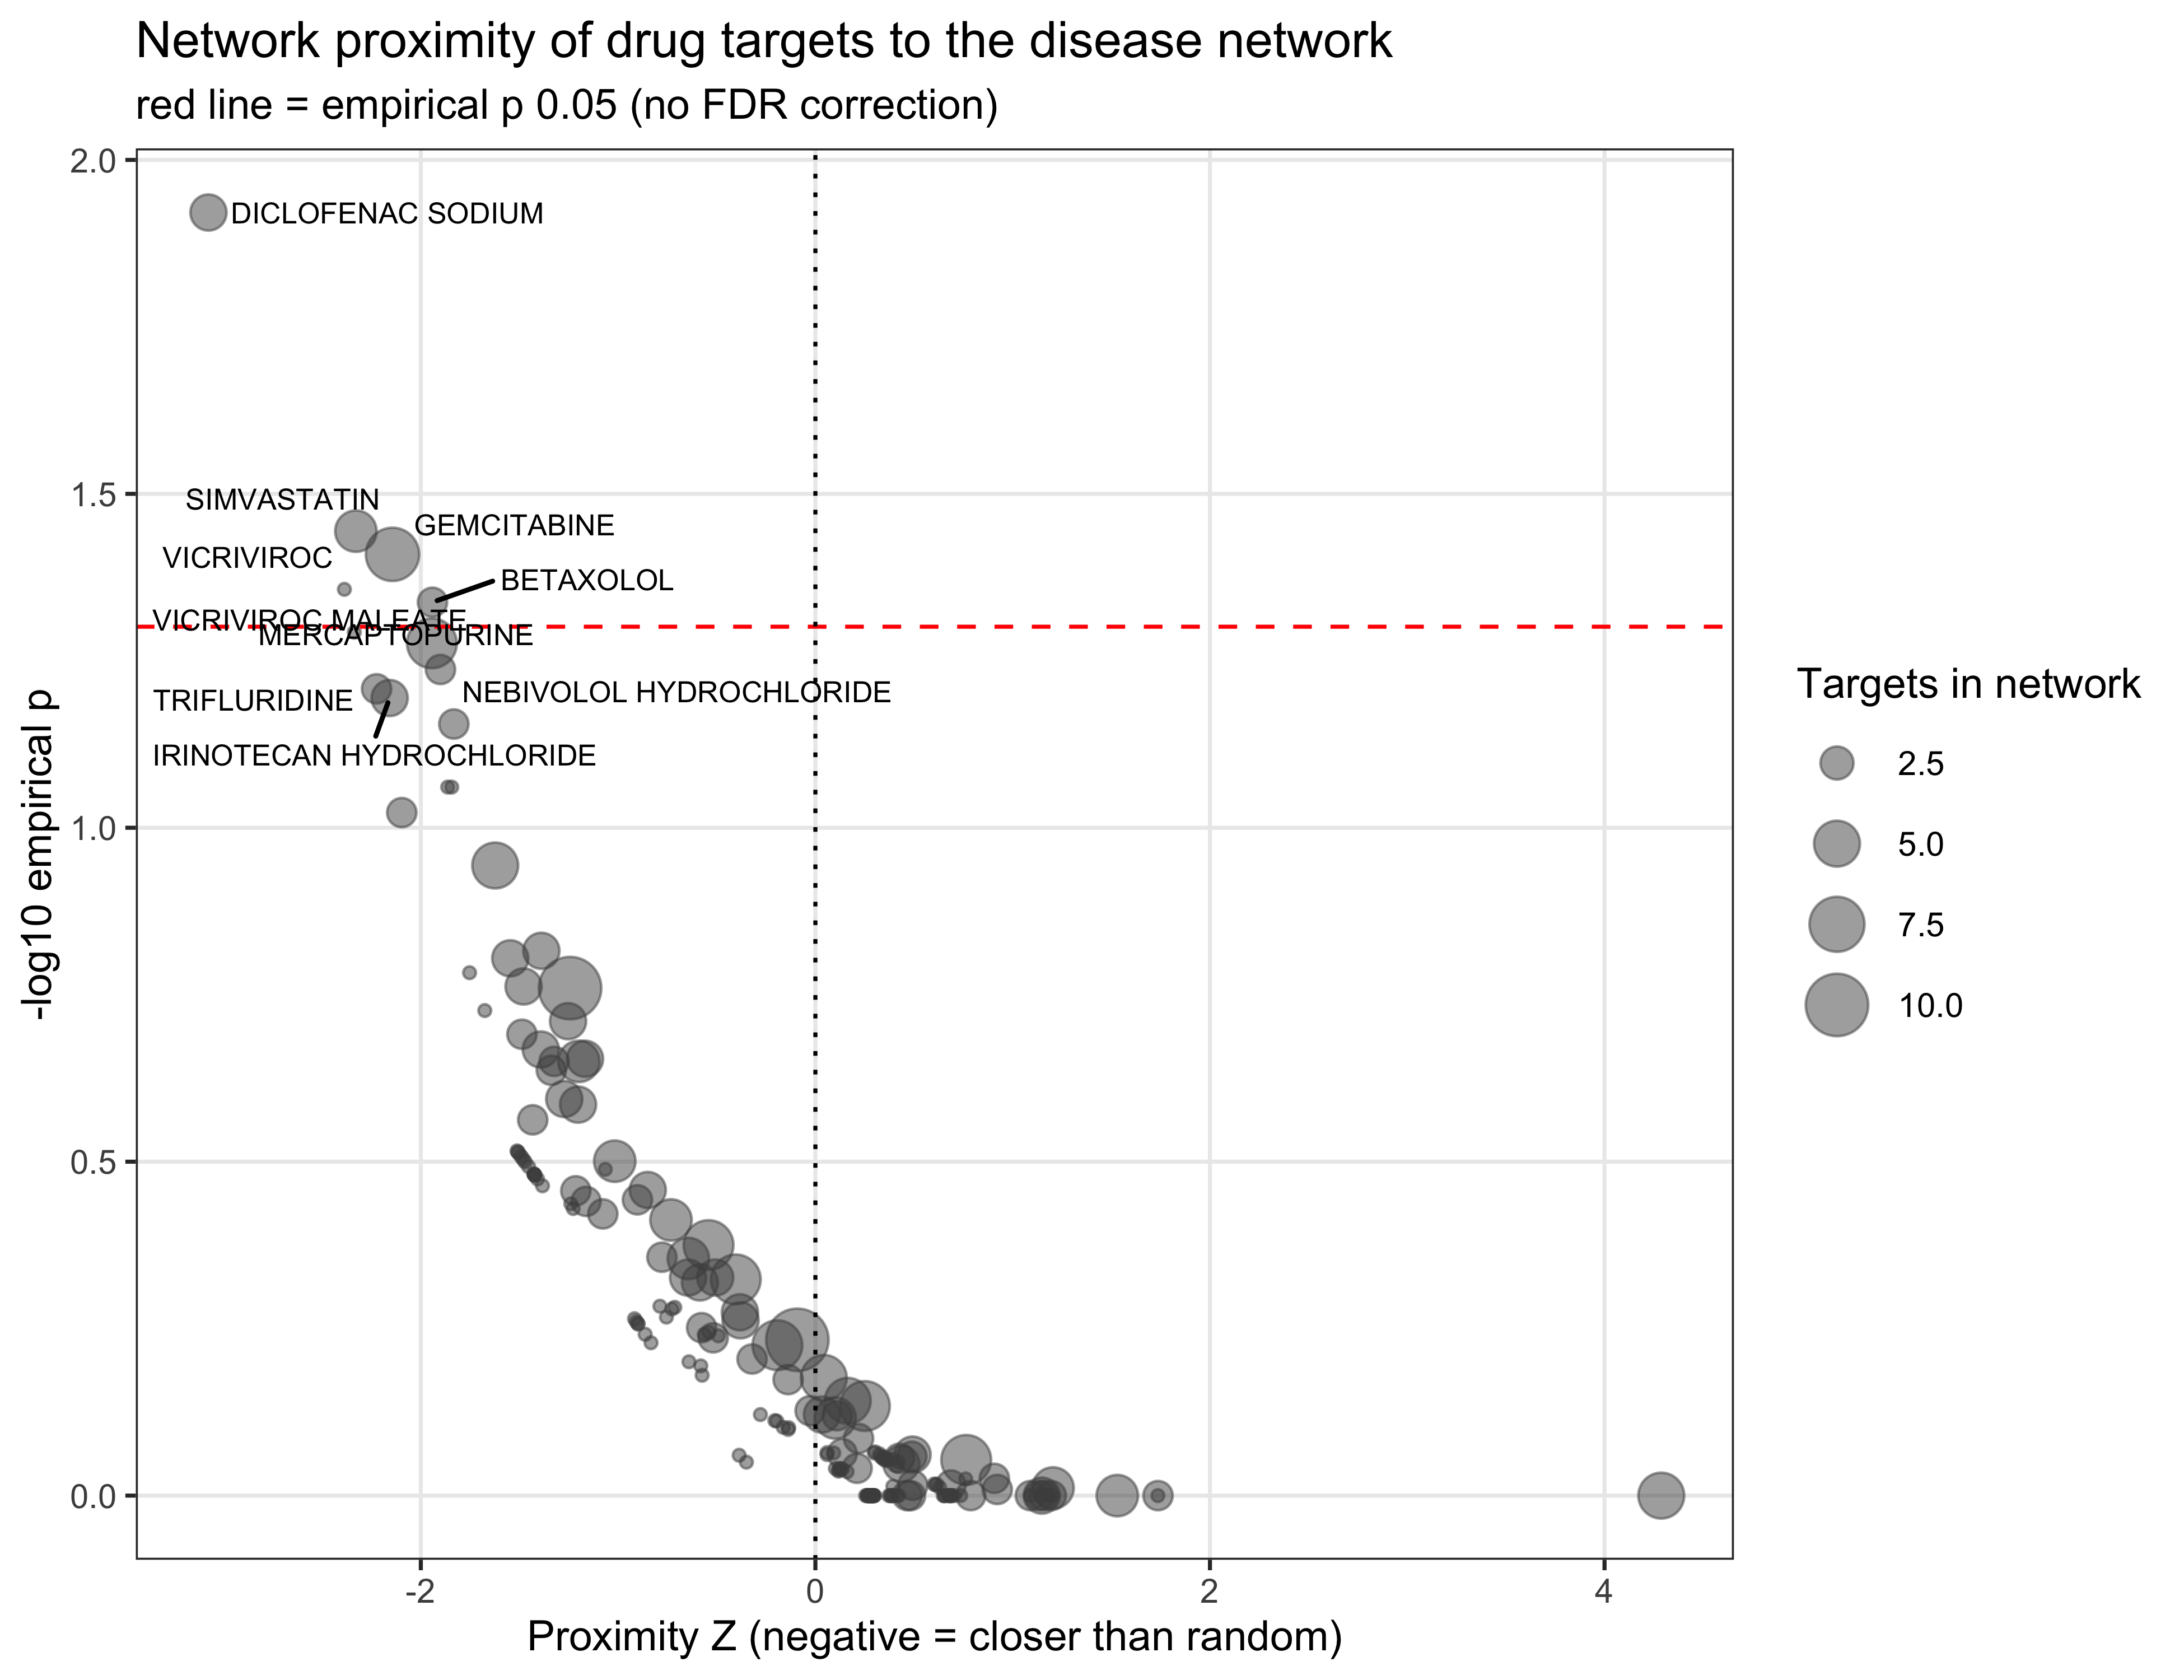 Network proximity of drug targets to the disease network
red line = empirical p 0.05 (no FDR correction)
2.0
1.5
1.0
0.5
0.0
-log10 empirical p
DICLOFENAC SODIUM
SIMVASTATIN
GEMCITABINE
VICRIVIROC
BETAXOLOL
VICRIVIROC MALEATE
MERCAPTOPURINE
NEBIVOLOL HYDROCHLORIDE
TRIFLURIDINE
IRINOTECAN HYDROCHLORIDE
-2
0
2
4
Proximity Z (negative = closer than random)
Targets in network
2.5
5.0
7.5
10.0